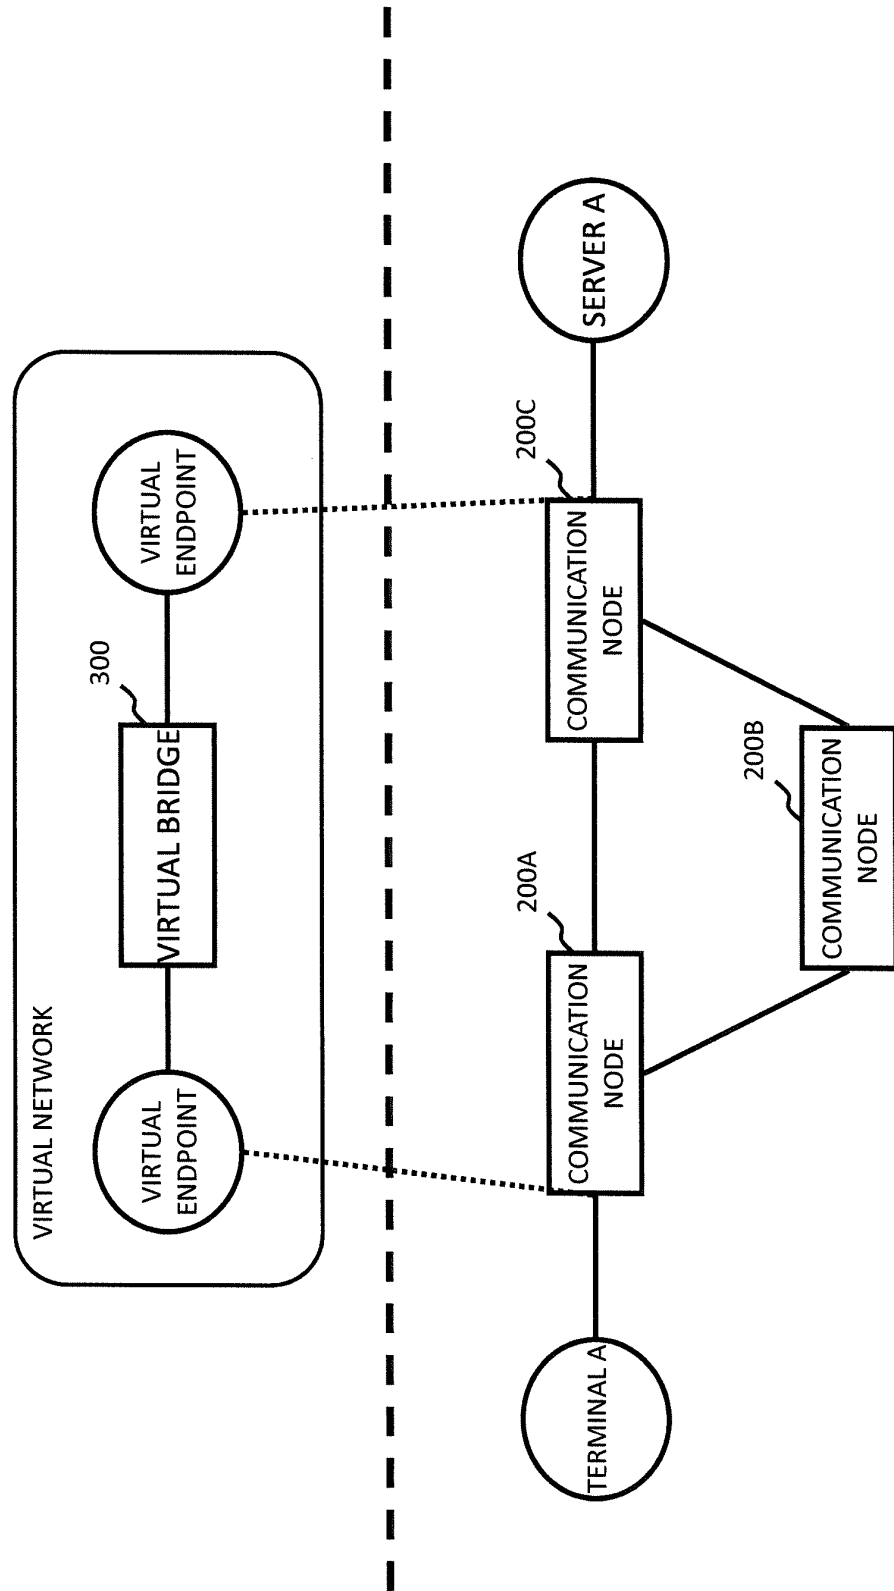 VIRTUAL NETWORK
VIRTUAL
ENDPOINT
300
VIRTUAL BRIDGE
VIRTUAL
ENDPOINT
TERMINAL A
200A
COMMUNICATION
NODE
200C
COMMUNICATION
NODE
SERVER A
200B
COMMUNICATION
NODE